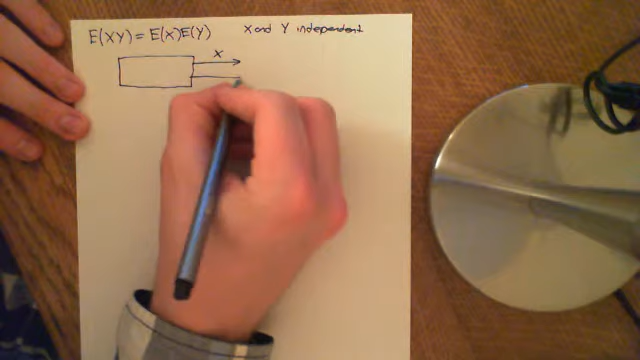 E(XY) = E(X)E(Y) X and Y independent
X